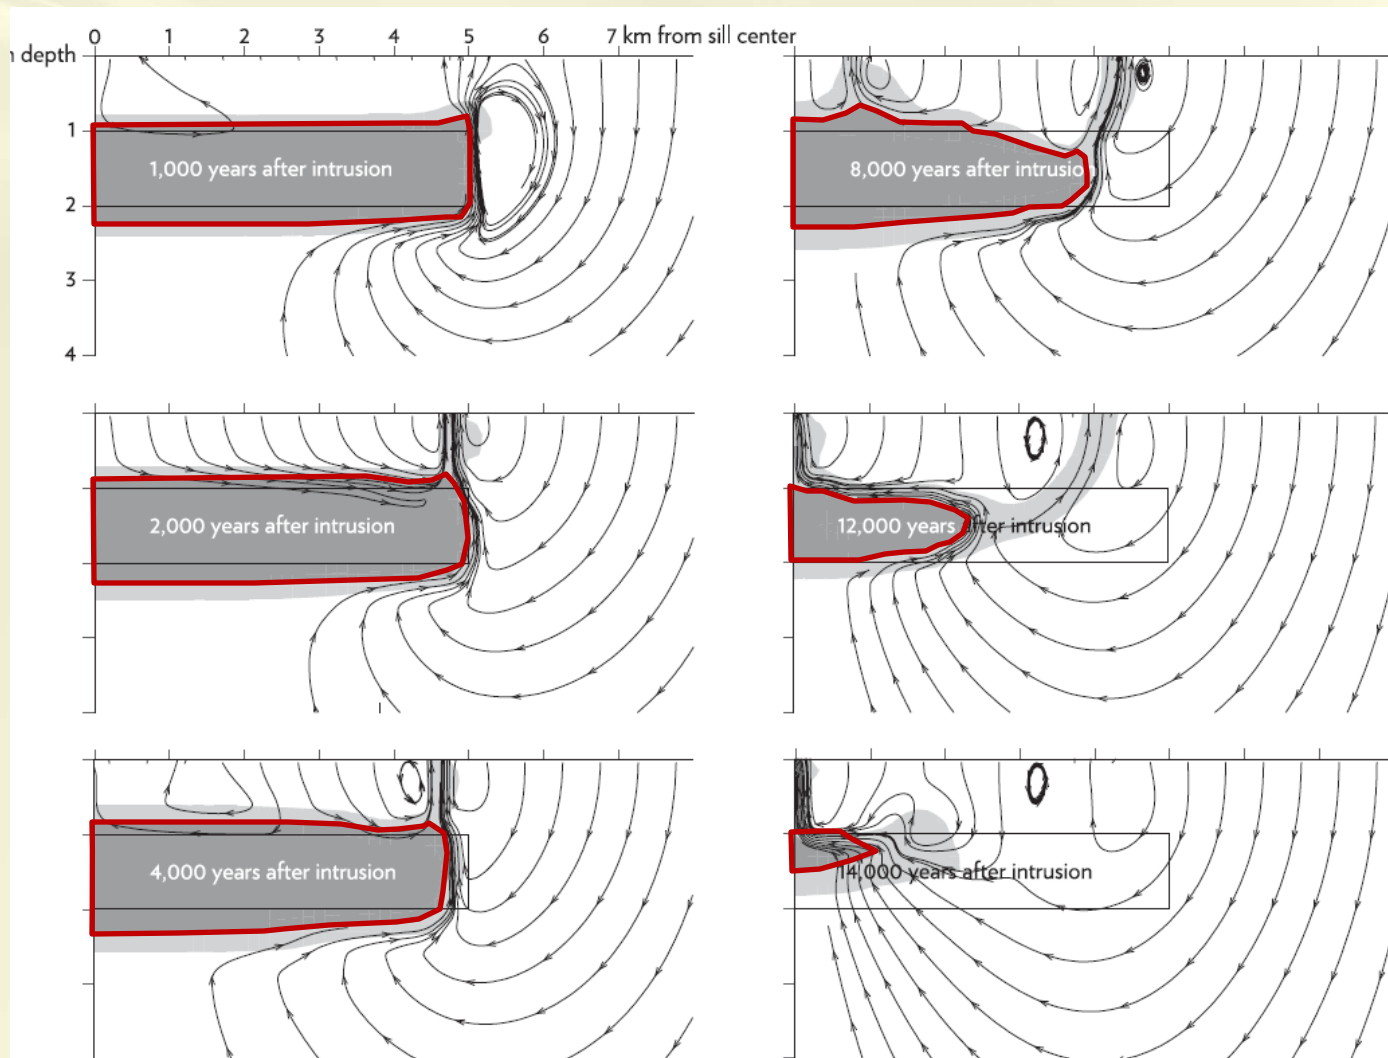 0 1 2 3 4 5 6 7 km from sill center
depth
1
1,000 years after intrusion
2
3
4
8,000 years after intrusio
2,000 years after intrusion
12,000 years after intrusion
4,000 years after intrusion
14,000 years after intrusion